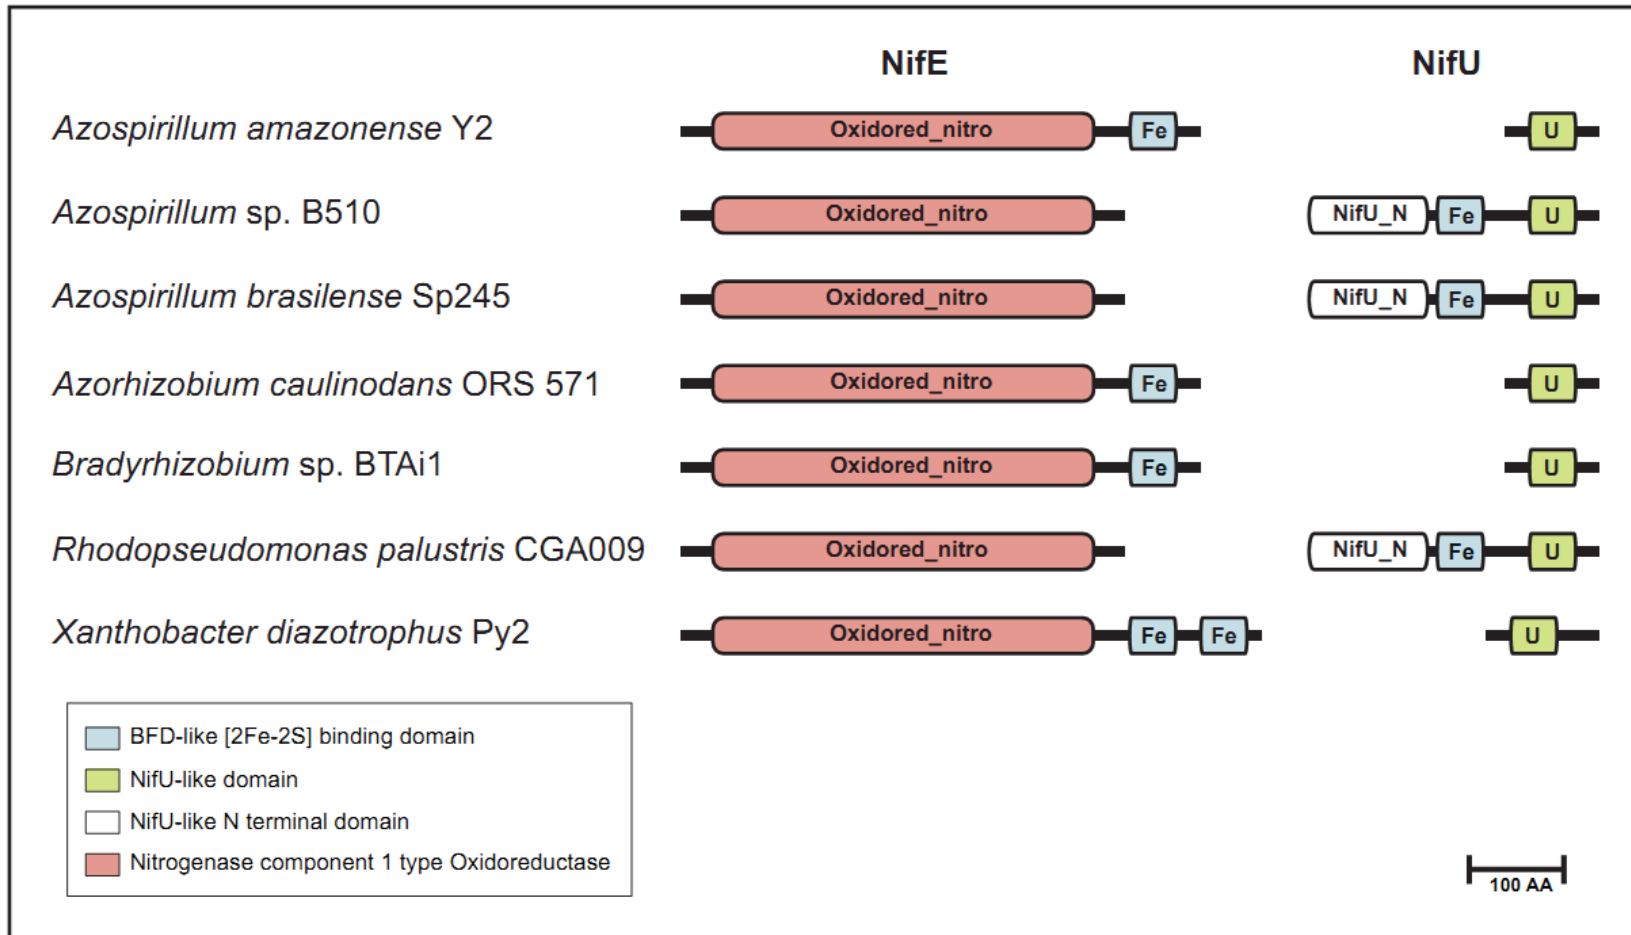 NifE NifU
Azospirillum amazonense Y2 Oxidored_nitro Fe U
Azospirillum sp. B510 Oxidored_nitro NifU_N Fe U
Azospirillum brasilense Sp245 Oxidored_nitro NifU_N Fe U
Azorhizobium caulinodans ORS 571 Oxidored_nitro Fe U
Bradyrhizobium sp. BTAi1 Oxidored_nitro Fe U
Rhodopseudomonas palustris CGA009 Oxidored_nitro NifU_N Fe U
Xanthobacter diazotrophus Py2 Oxidored_nitro Fe Fe U
BFD-like [2Fe-2S] binding domain
NifU-like domain
NifU-like N terminal domain
Nitrogenase component 1 type Oxidoreductase
100 AA